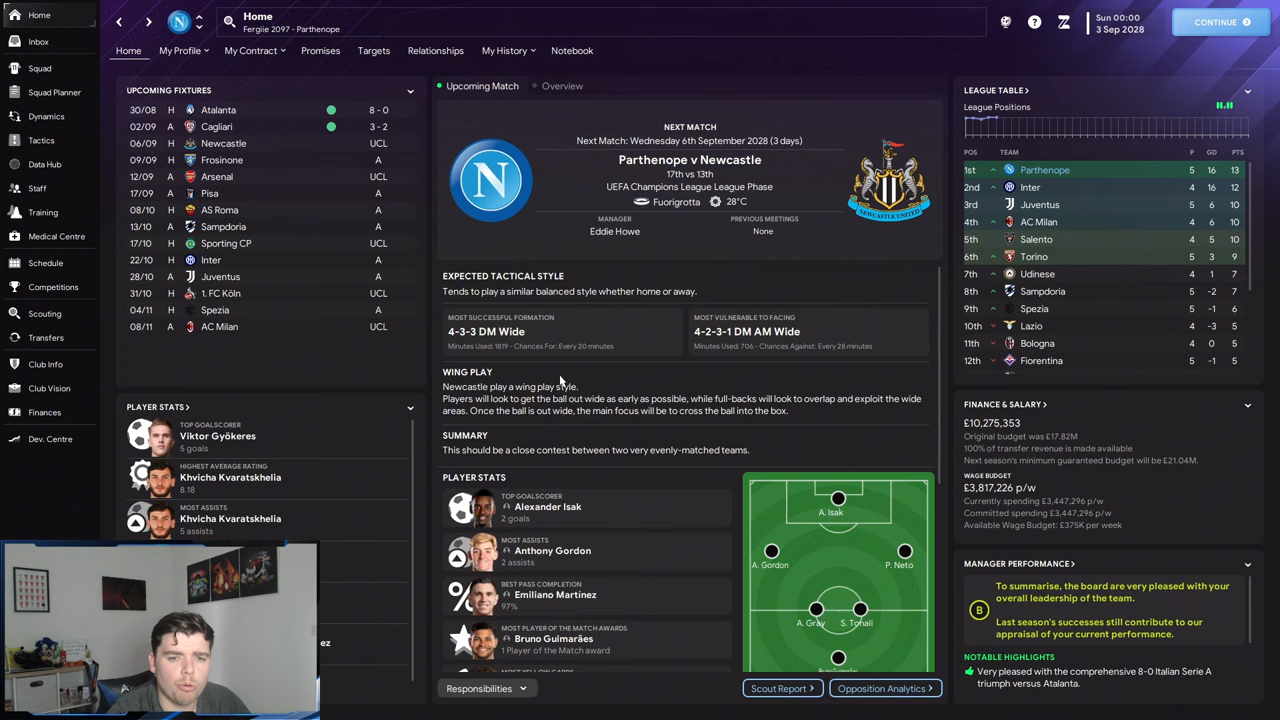 Home
Inbox
Squad
Squad Planner
Dynamics
Tactics
Data Hub
Staff
Training
Medical Centre
Schedule
Competitions
Scouting
Transfers
Club Info
Club Vision
Finances
Dev. Centre
Home
Fergiie 2097 - Parthenope
Sun 00:00
3 Sep 2028
CONTINUE
Home
My Profile
My Contract
Promises
Targets
Relationships
My History
Notebook
UPCOMING FIXTURES
30/08 H Atalanta 8 - 0
02/09 A Cagliari 3 - 2
06/09 H Newcastle UCL
09/09 H Frosinone A
12/09 A Arsenal UCL
17/09 A Pisa A
08/10 H AS Roma A
13/10 A Sampdoria A
17/10 H Sporting CP UCL
22/10 H Inter A
28/10 A Juventus A
31/10 H 1. FC Köln UCL
04/11 H Spezia A
08/11 A AC Milan UCL
PLAYER STATS >
TOP GOALSCORER
Viktor Gyökeres
5 goals
HIGHEST AVERAGE RATING
Khvicha Kvaratskhelia
8.18
MOST ASSISTS
Khvicha Kvaratskhelia
5 assists
ez
Upcoming Match
Overview
NEXT MATCH
Next Match: Wednesday 6th September 2028 (3 days)
Parthenope v Newcastle
17th vs 13th
UEFA Champions League League Phase
Fuorigrotta 28°C
MANAGER
Eddie Howe
PREVIOUS MEETINGS
None
NEWCASTLE UNITED
EXPECTED TACTICAL STYLE
Tends to play a similar balanced style whether home or away.
MOST SUCCESSFUL FORMATION
4-3-3 DM Wide
Minutes Used: 1819 - Chances For: Every 20 minutes
MOST VULNERABLE TO FACING
4-2-3-1 DM AM Wide
Minutes Used: 706 - Chances Against: Every 28 minutes
WING PLAY
Newcastle play a wing play style.
Players will look to get the ball out wide as early as possible, while full-backs will look to overlap and exploit the wide
areas. Once the ball is out wide, the main focus will be to cross the ball into the box.
SUMMARY
This should be a close contest between two very evenly-matched teams.
PLAYER STATS
TOP GOALSCORER
Alexander Isak
2 goals
MOST ASSISTS
Anthony Gordon
2 assists
BEST PASS COMPLETION
Emiliano Martínez
97%
MOST PLAYER OF THE MATCH AWARDS
Bruno Guimarães
1 Player of the Match award
A. Isak
A. Gordon
P. Neto
A. Gray
S. Tonali
Responsibilities
Scout Report >
Opposition Analytics >
LEAGUE TABLE >
League Positions
POS TEAM P GD PTS
1st Parthenope 5 16 13
2nd Inter 4 16 12
3rd Juventus 5 6 10
4th AC Milan 4 6 10
5th Salento 4 5 10
6th Torino 5 3 9
7th Udinese 4 1 7
8th Sampdoria 5 -2 7
9th Spezia 5 -1 6
10th Lazio 4 -3 5
11th Bologna 4 0 5
12th Fiorentina 5 -1 5
FINANCE & SALARY >
£10,275,353
Original budget was £17.82M
100% of transfer revenue is made available
Next season's minimum guaranteed budget will be £21.04M.
WAGE BUDGET
£3,817,226 p/w
Currently spending £3,447,296 p/w
Committed spending £3,447,296 p/w
Available Wage Budget: £375K per week
MANAGER PERFORMANCE >
B
To summarise, the board are very pleased with your
overall leadership of the team.
Last season's successes still contribute to our
appraisal of your current performance.
NOTABLE HIGHLIGHTS
Very pleased with the comprehensive 8-0 Italian Serie A
triumph versus Atalanta.